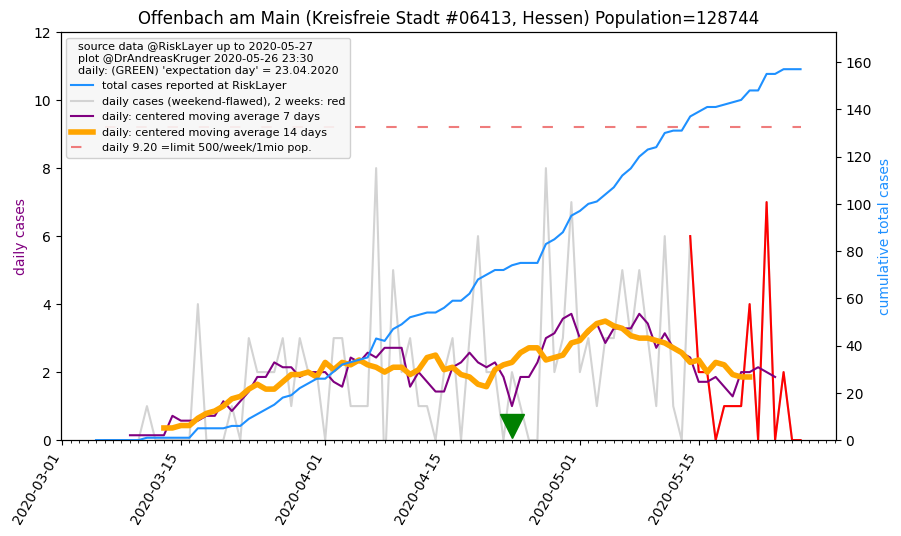 Offenbach am Main (Kreisfreie Stadt #06413, Hessen) Population=128744
source data @RiskLayer up to 2020-05-27
plot @DrAndreasKruger 2020-05-26 23:30
daily: (GREEN) 'expectation day' = 23.04.2020
total cases reported at RiskLayer
daily cases (weekend-flawed), 2 weeks: red
daily: centered moving average 7 days
daily: centered moving average 14 days
daily 9.20 =limit 500/week/1mio pop.
daily cases
12
10
8
6
4
2
0
cumulative total cases
160
140
120
100
80
60
40
20
0
2020-03-01
2020-03-15
2020-04-01
2020-04-15
2020-05-01
2020-05-15